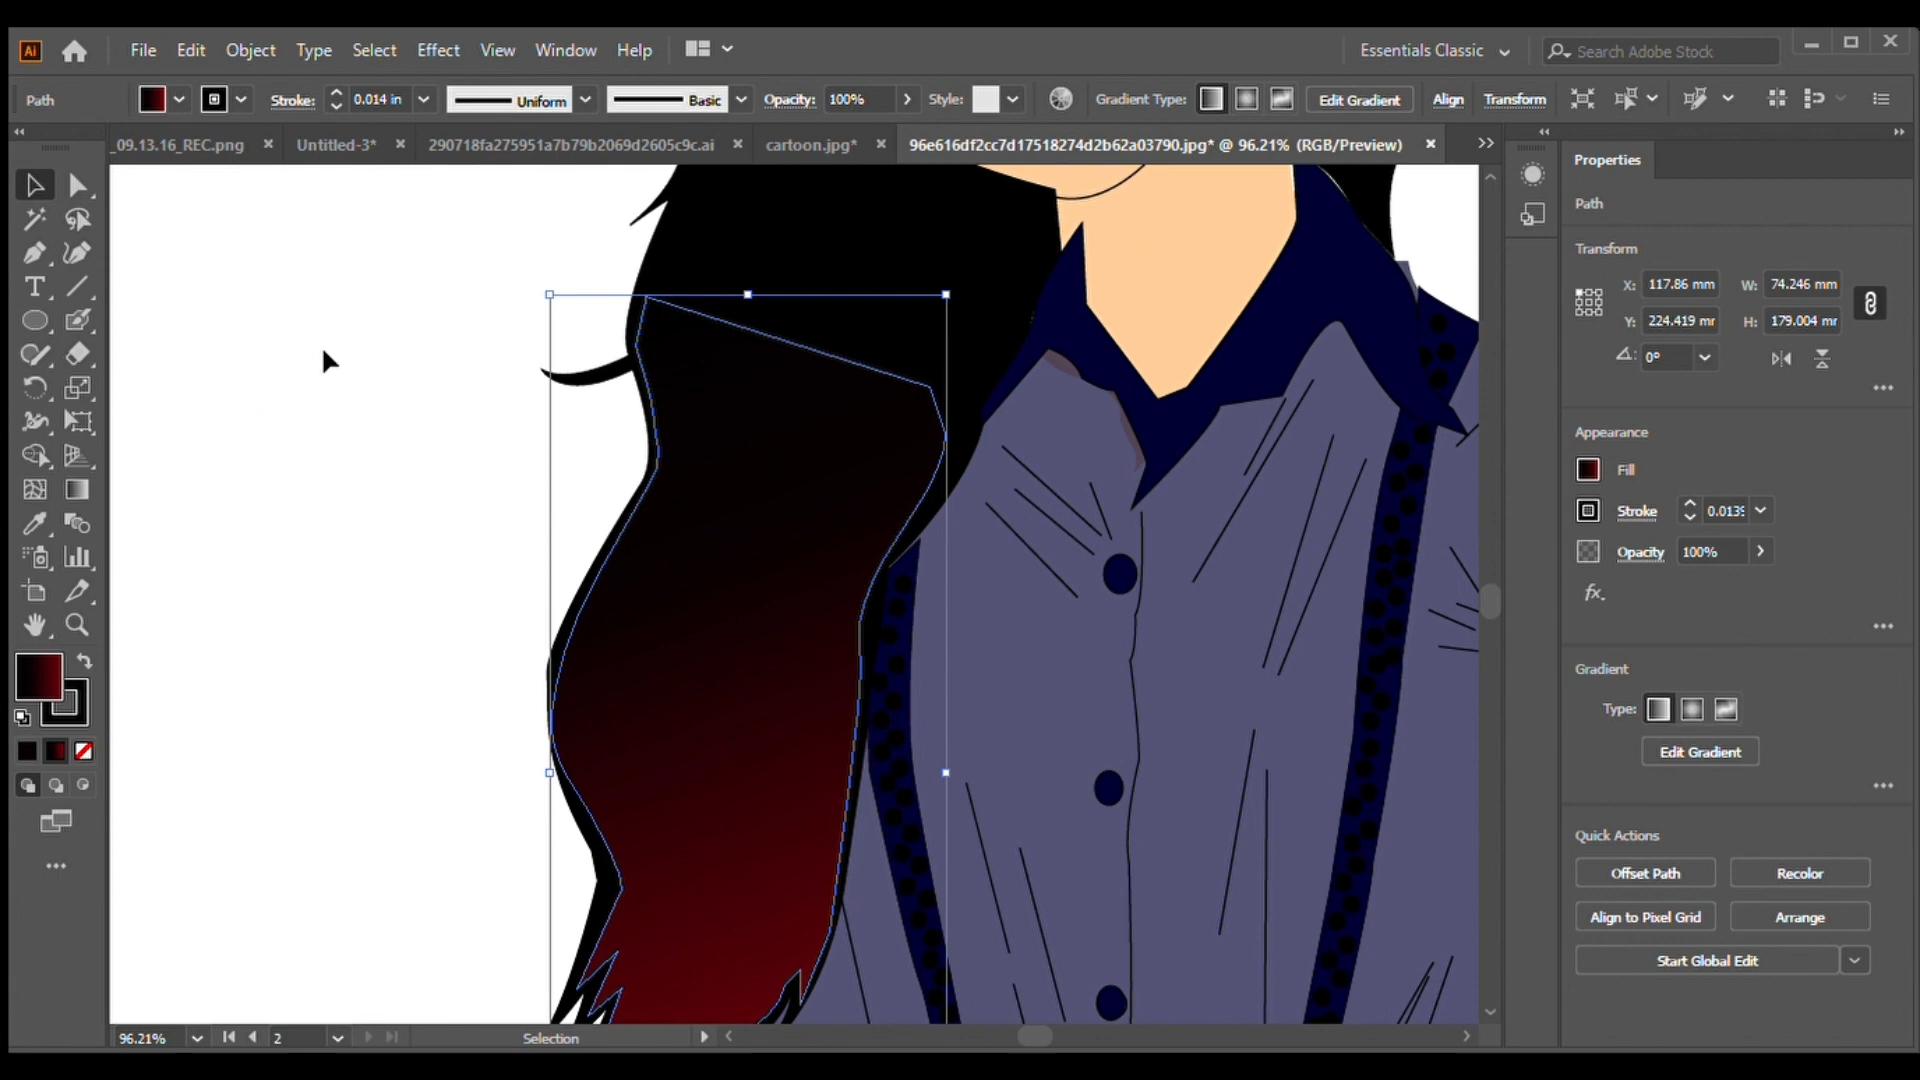 Ai File Edit Object Type Select Effect View Window Help Essentials Classic Search Adobe Stock
Path Stroke: 0.014 in Uniform Basic Opacity: 100% Style: Gradient Type: Edit Gradient Align Transform
_09.13.16_REC.png Untitled-3* 290718fa275951a7b79b2069d2605c9c.ai cartoon.jpg* 96e616df2cc7d17518274d2b62a03790.jpg* @ 96.21% (RGB/Preview)
Properties
Path
Transform
X: 117.86 mm W: 74.246 mm
Y: 224.419 mr H: 179.004 mr
0°
Appearance
Fill
Stroke 0.0139
Opacity 100%
fx.
Gradient
Type:
Edit Gradient
Quick Actions
Offset Path Recolor
Align to Pixel Grid Arrange
Start Global Edit
96.21% 2 Selection